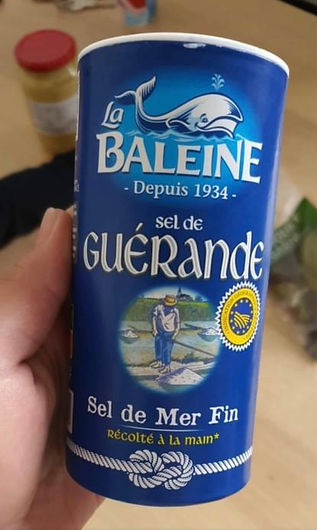 La
BALEINE
- Depuis 1934 -
sel de
GUÉRANDE
Sel de Mer Fin
RÉCOLTÉ À LA MAIN*